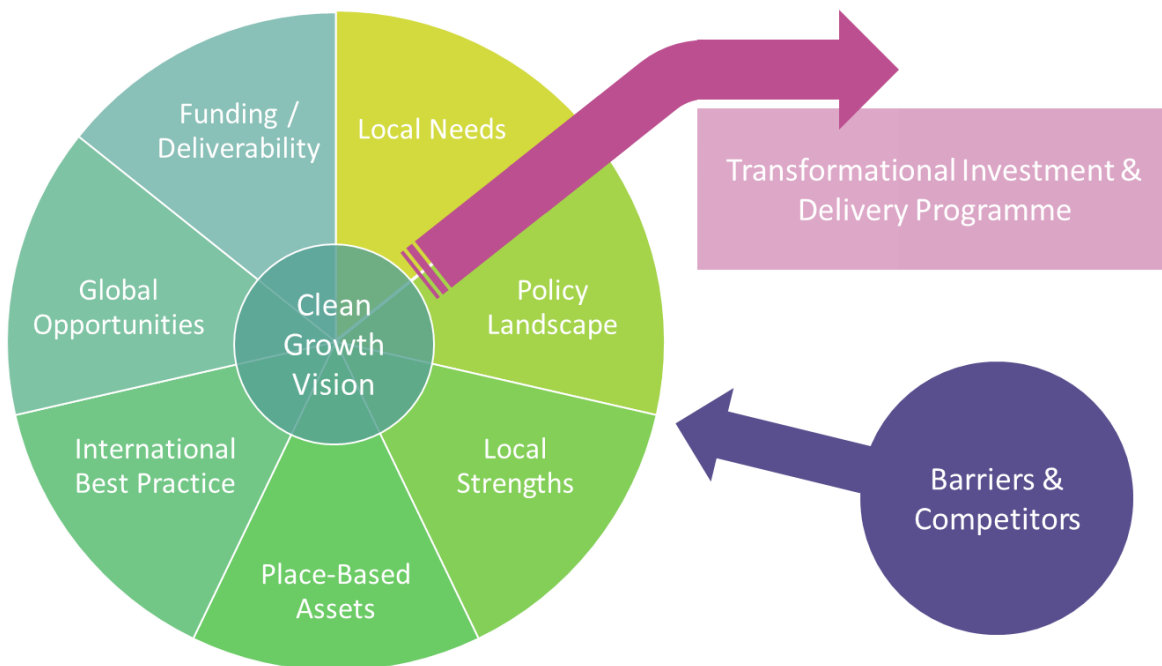 Funding /
Deliverability
Local Needs
Transformational Investment &
Delivery Programme
Global
Opportunities
Clean
Growth
Vision
Policy
Landscape
International
Best Practice
Local
Strengths
Barriers &
Competitors
Place-Based
Assets